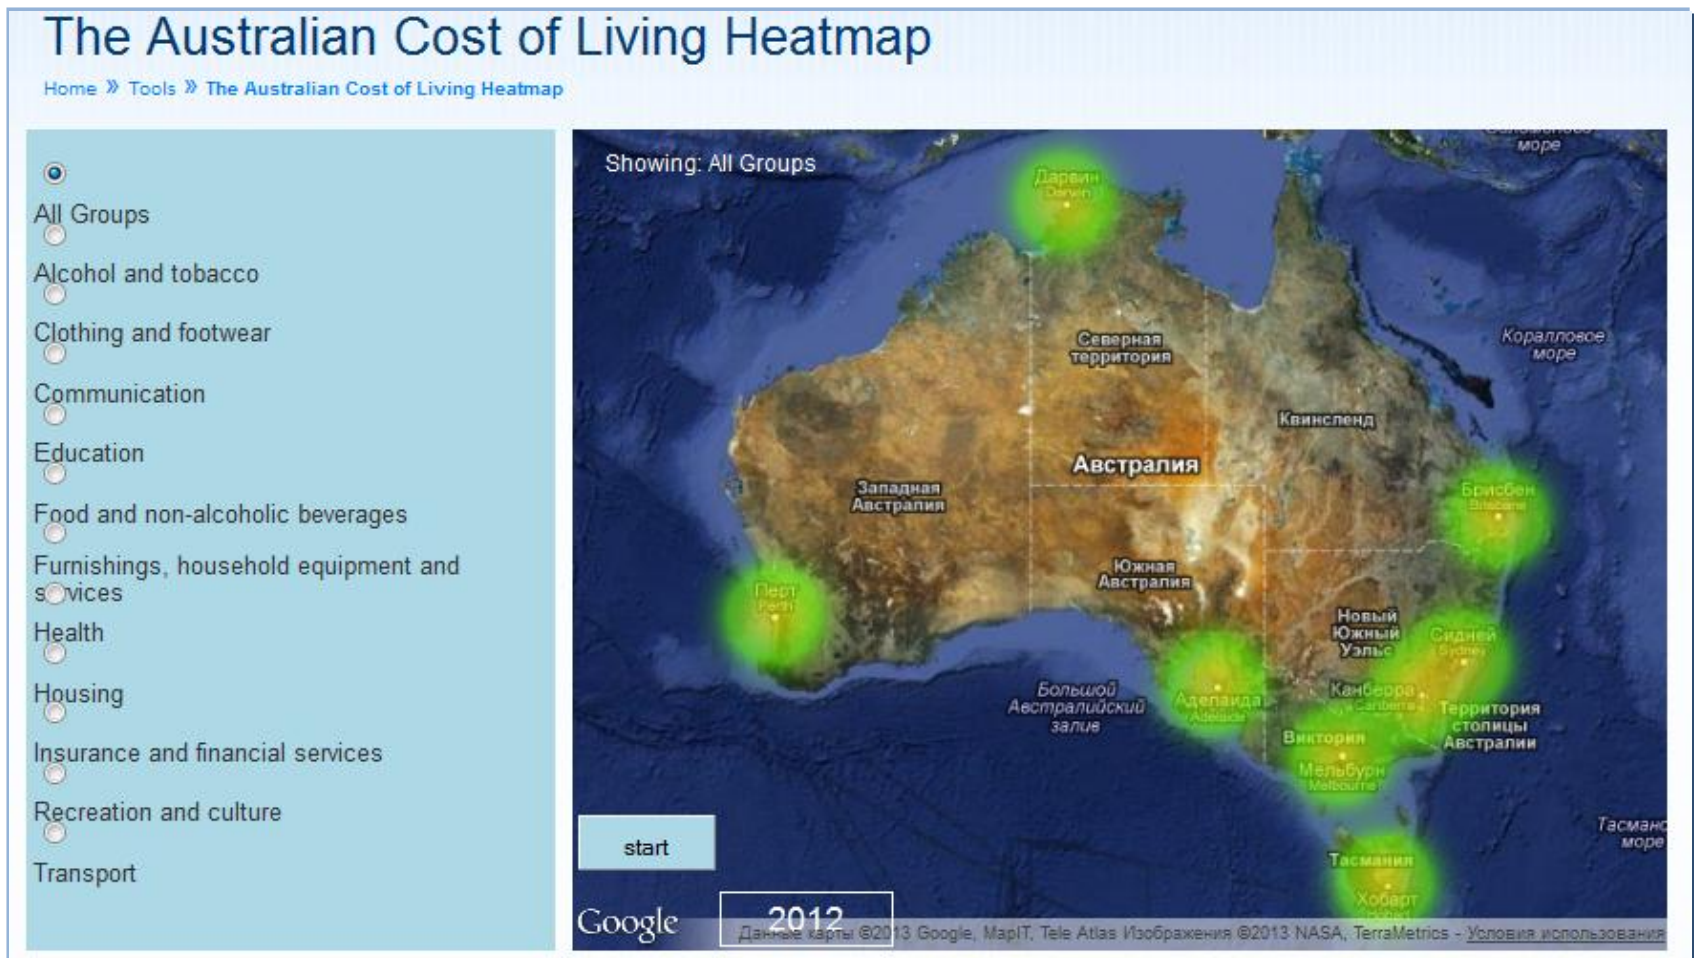 The Australian Cost of Living Heatmap
Home » Tools » The Australian Cost of Living Heatmap
All Groups
Alcohol and tobacco
Clothing and footwear
Communication
Education
Food and non-alcoholic beverages
Furnishings, household equipment and
services
Health
Housing
Insurance and financial services
Recreation and culture
Transport
Showing: All Groups
море
Дарвин
Darwin
Коралловое
море
Северная
территория
Квинсленд
Австралия
Западная
Австралия
Брисбен
Brisbane
Южная
Австралия
Перт
Perth
Новый
Южный
Уэльс
Сидней
Sydney
Большой
Австралийский
залив
Аделаида
Adelaide
Канберра
Canberra
Территория
столицы
Австралии
Виктория
Мельбурн
Melbourne
море
Тасмания
Хобарт
Hobart
start
Google
2012
Данные карты ©2013 Google, MapIT, Tele Atlas Изображения ©2013 NASA, TerraMetrics - Условия использования